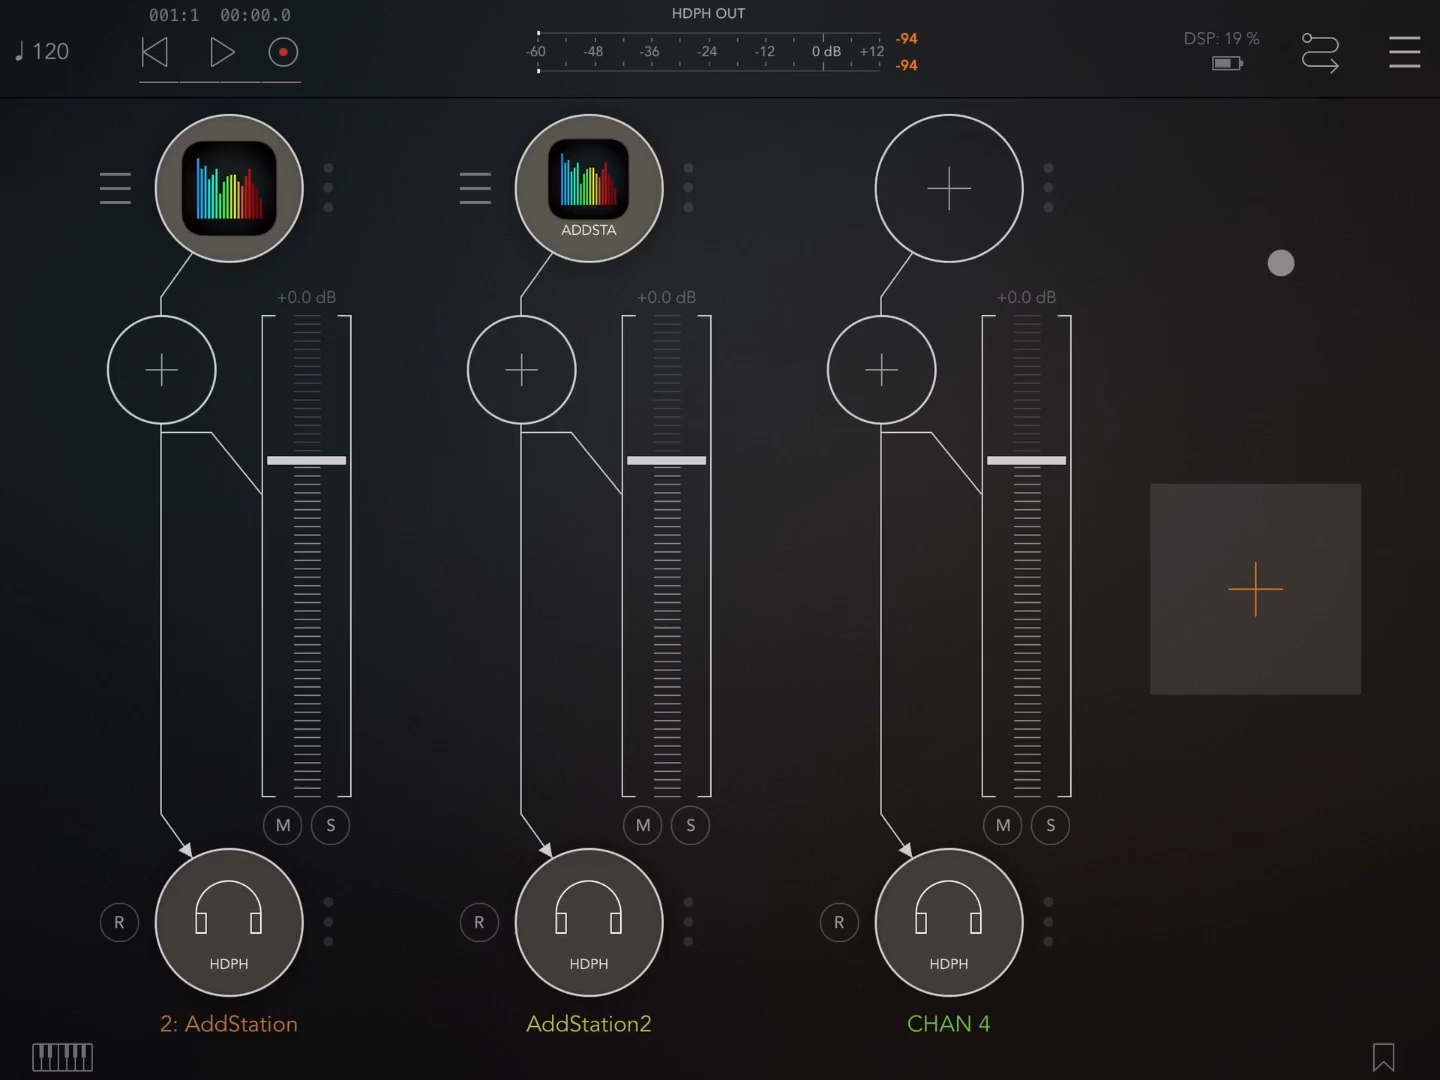 001:1 00:00.0
HDPH OUT
120
-60 -48 -36 -24 -12 0 dB +12
-94
-94
DSP: 19 %
ADDSTA
+0.0 dB
+0.0 dB
+0.0 dB
M S
M S
M S
R
HDPH
R
HDPH
R
HDPH
2: AddStation
AddStation2
CHAN 4